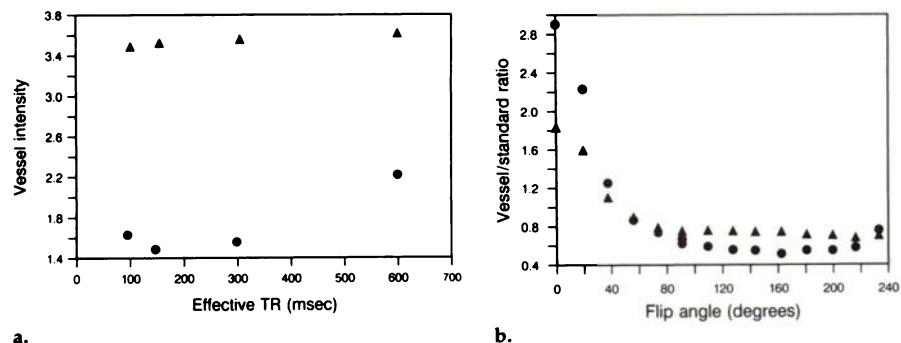 3.8
3.4
3.0
2.6
2.2
1.8
1.4
Vessel intensity
0 100 200 300 400 500 600 700
Effective TR (msec)
a.
2.8
2.4
2.0
1.6
1.2
0.8
0.4
Vessel/standard ratio
0 40 80 120 160 200 240
Flip angle (degrees)
b.